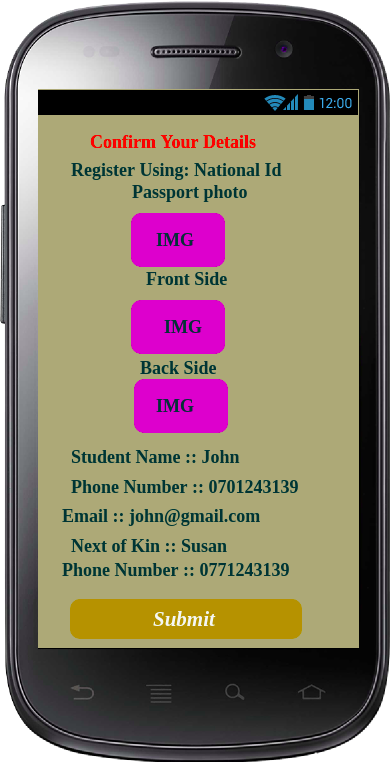 12:00
Confirm Your Details
Register Using: National Id
Passport photo
IMG
Front Side
IMG
Back Side
IMG
Student Name :: John
Phone Number :: 0701243139
Email :: john@gmail.com
Next of Kin :: Susan
Phone Number :: 0771243139
Submit